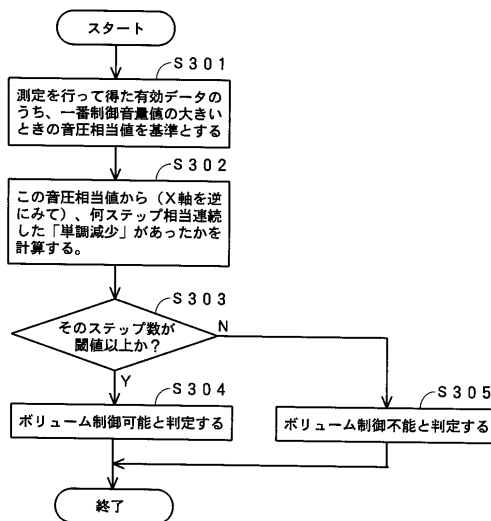 スタート
S301
測定を行って得た有効データの
うち、一番制御音量値の大きい
ときの音圧相当値を基準とする
S302
この音圧相当値から(X軸を逆
にみて)、何ステップ相当連続
した「単調減少」があったかを
計算する。
S303
そのステップ数が
閾値以上か?
N
Y
S304
ボリューム制御可能と判定する
S305
ボリューム制御不能と判定する
終了